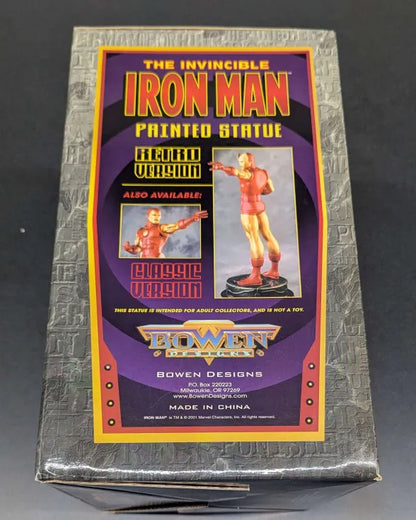 THE INVINCIBLE
IRON MAN™
PAINTED STATUE
RETRO
VERSION
ALSO AVAILABLE:
CLASSIC
VERSION
THIS STATUE IS INTENDED FOR ADULT COLLECTORS, AND IS NOT A TOY.
BOWEN
DESIGNS
BOWEN DESIGNS
P.O. Box 220223
Milwaukie, OR 97269
www.BowenDesigns.com
MADE IN CHINA
IRON MAN: ™ & © 2001 Marvel Characters, Inc. All rights reserved.